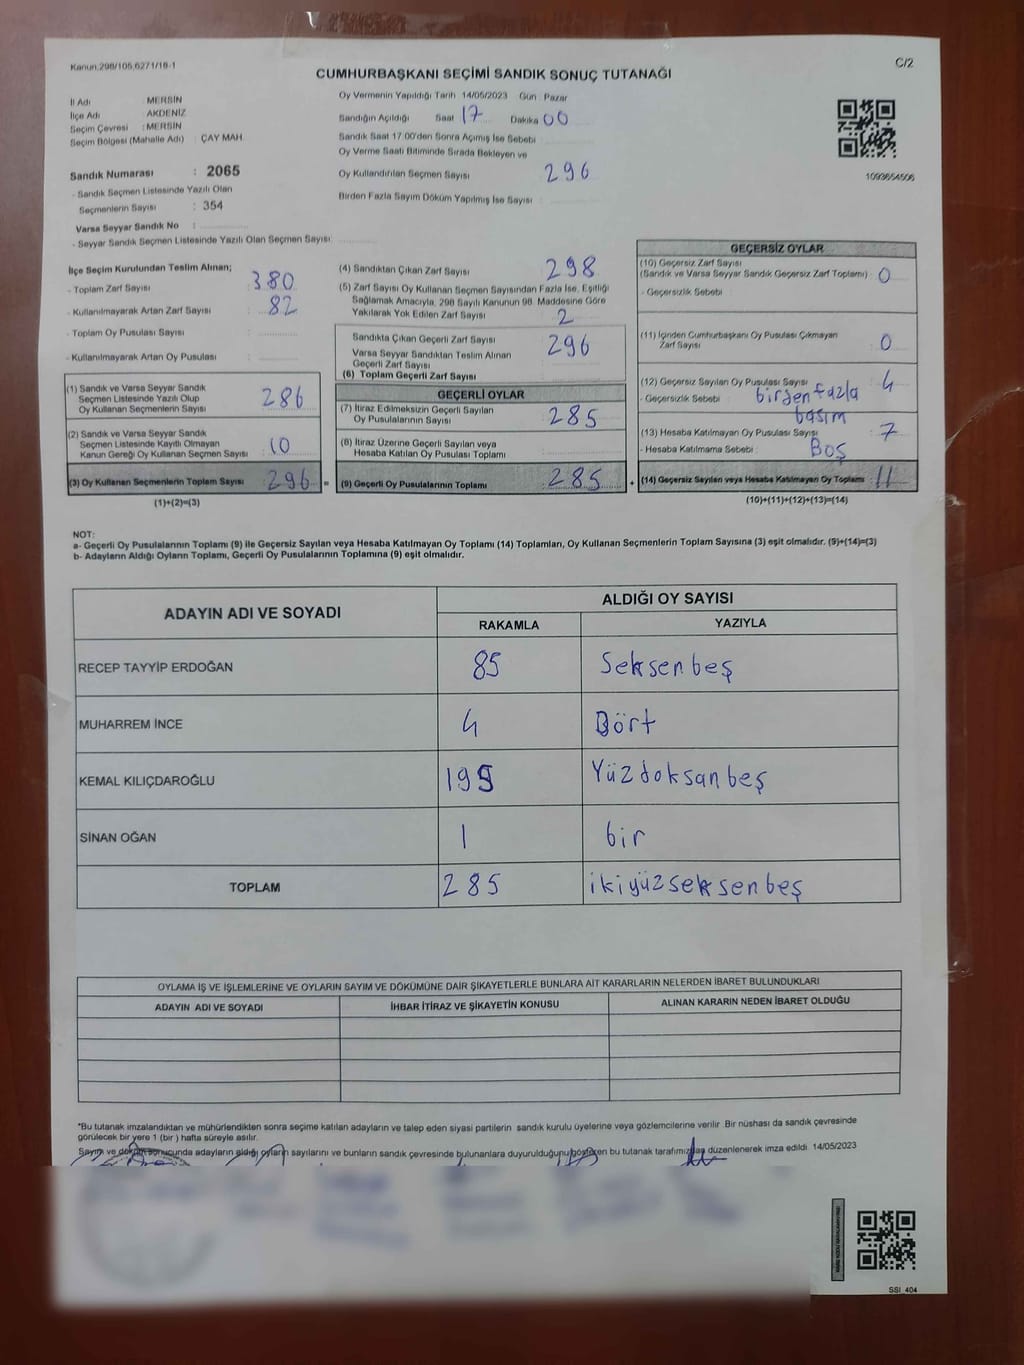 Kanun,298/105,6271/18-1
C/2
CUMHURBAŞKANI SEÇİMİ SANDIK SONUÇ TUTANAĞI
İl Adı : MERSİN
İlçe Adı : AKDENİZ
Seçim Çevresi : MERSİN
Seçim Bölgesi (Mahalle Adı) : ÇAY MAH.
Sandık Numarası : 2065
- Sandık Seçmen Listesinde Yazılı Olan
Seçmenlerin Sayısı : 354
Varsa Seyyar Sandık No :
- Seyyar Sandık Seçmen Listesinde Yazılı Olan Seçmen Sayısı:
Oy Vermenin Yapıldığı Tarih 14/05/2023 Gün : Pazar
Sandığın Açıldığı Saat 17 Dakika 00
Sandık Saat 17:00'den Sonra Açımış İse Sebebi :
Oy Verme Saati Bitiminde Sırada Bekleyen ve
Oy Kullandırılan Seçmen Sayısı 296
Birden Fazla Sayım Döküm Yapılmış İse Sayısı :
1093654506
İlçe Seçim Kurulundan Teslim Alınan;
- Toplam Zarf Sayısı : 380
- Kullanılmayarak Artan Zarf Sayısı : 82
- Toplam Oy Pusulası Sayısı :
- Kullanılmayarak Artan Oy Pusulası :
(1) Sandık ve Varsa Seyyar Sandık
Seçmen Listesinde Yazılı Olup
Oy Kullanan Seçmenlerin Sayısı 286
(2) Sandık ve Varsa Seyyar Sandık
Seçmen Listesinde Kayıtlı Olmayan
Kanun Gereği Oy Kullanan Seçmen Sayısı 10
(3) Oy Kullanan Seçmenlerin Toplam Sayısı 296 =
(1)+(2)=(3)
(4) Sandıktan Çıkan Zarf Sayısı 298
(5) Zarf Sayısı Oy Kullanan Seçmen Sayısından Fazla İse, Eşitliği
Sağlamak Amacıyla, 298 Sayılı Kanunun 98. Maddesine Göre
Yakılarak Yok Edilen Zarf Sayısı 2
Sandıkta Çıkan Geçerli Zarf Sayısı 296
Varsa Seyyar Sandıktan Teslim Alınan
Geçerli Zarf Sayısı
(6) Toplam Geçerli Zarf Sayısı :
GEÇERLİ OYLAR
(7) İtiraz Edilmeksizin Geçerli Sayılan
Oy Pusulasının Sayısı : 285
(8) İtiraz Üzerine Geçerli Sayılan veya
Hesaba Katılan Oy Pusulası Toplamı
(9) Geçerli Oy Pusulalarının Toplamı 285 +
GEÇERSİZ OYLAR
(10) Geçersiz Zarf Sayısı
(Sandık ve Varsa Seyyar Sandık Geçersiz Zarf Toplamı) 0
- Geçersizlik Sebebi :
(11) İçinden Cumhurbaşkanı Oy Pusulası Çıkmayan
Zarf Sayısı : 0
(12) Geçersiz Sayılan Oy Pusulası Sayısı 4
- Geçersizlik Sebebi : birden fazla
basım
(13) Hesaba Katılmayan Oy Pusulası Sayısı 7
- Hesaba Katılmama Sebebi : Boş
(14) Geçersiz Sayılan veya Hesaba Katılmayan Oy Toplamı 11
(10)+(11)+(12)+(13)=(14)
NOT:
a- Geçerli Oy Pusulalarının Toplamı (9) ile Geçersiz Sayılan veya Hesaba Katılmayan Oy Toplamı (14) Toplamları, Oy Kullanan Seçmenlerin Toplam Sayısına (3) eşit olmalıdır. (9)+(14)=(3)
b- Adayların Aldığı Oyların Toplamı, Geçerli Oy Pusulalarının Toplamına (9) eşit olmalıdır.
ADAYIN ADI VE SOYADI
ALDIĞI OY SAYISI
RAKAMLA YAZIYLA
RECEP TAYYİP ERDOĞAN 85 Seksenbeş
MUHARREM İNCE 4 Dört
KEMAL KILIÇDAROĞLU 195 Yüzdoksanbeş
SİNAN OĞAN 1 bir
TOPLAM 285 ikiyüzseksenbeş
OYLAMA İŞ VE İŞLEMLERİNE VE OYLARIN SAYIM VE DÖKÜMÜNE DAİR ŞİKAYETLERLE BUNLARA AİT KARARLARIN NELERDEN İBARET BULUNDUKLARI
ADAYIN ADI VE SOYADI İHBAR İTİRAZ VE ŞİKAYETİN KONUSU ALINAN KARARIN NEDEN İBARET OLDUĞU
*Bu tutanak imzalandıktan ve mühürlendikten sonra seçime katılan adayların ve talep eden siyasi partilerin sandık kurulu üyelerine veya gözlemcilerine verilir. Bir nüshası da sandık çevresinde
görülecek bir yere 1 (bir ) hafta süreyle asılır.
Sayım ve döküm sonucunda adayların aldığı oyların sayılarını ve bunların sandık çevresinde bulunanlara duyurulduğunu gösteren bu tutanak tarafımızdan düzenlenerek imza edildi. 14/05/2023
SSI_404